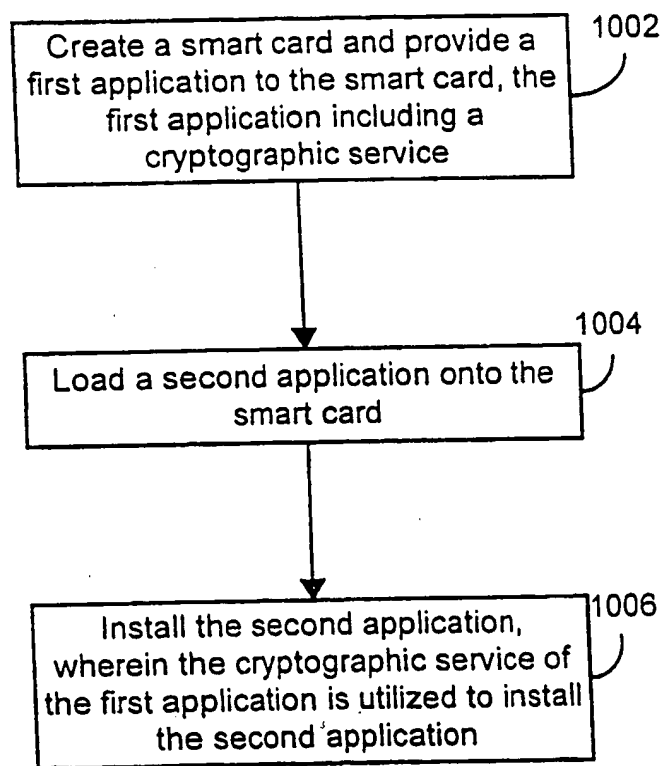 Create a smart card and provide a
first application to the smart card, the
first application including a
cryptographic service
1002
Load a second application onto the
smart card
1004
Install the second application,
wherein the cryptographic service of
the first application is utilized to install
the second application
1006